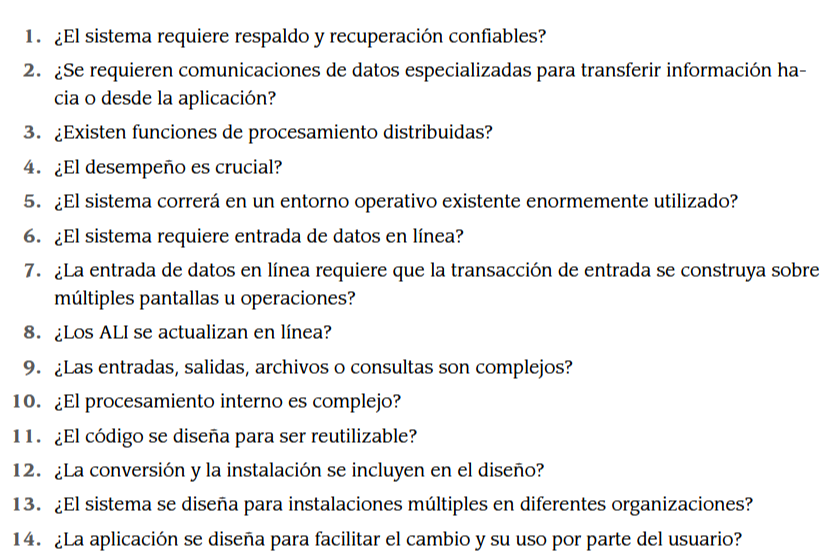 1. ¿El sistema requiere respaldo y recuperación confiables?
2. ¿Se requieren comunicaciones de datos especializadas para transferir información ha-
cia o desde la aplicación?
3. ¿Existen funciones de procesamiento distribuidas?
4. ¿El desempeño es crucial?
5. ¿El sistema correrá en un entorno operativo existente enormemente utilizado?
6. ¿El sistema requiere entrada de datos en línea?
7. ¿La entrada de datos en línea requiere que la transacción de entrada se construya sobre
múltiples pantallas u operaciones?
8. ¿Los ALI se actualizan en línea?
9. ¿Las entradas, salidas, archivos o consultas son complejos?
10. ¿El procesamiento interno es complejo?
11. ¿El código se diseña para ser reutilizable?
12. ¿La conversión y la instalación se incluyen en el diseño?
13. ¿El sistema se diseña para instalaciones múltiples en diferentes organizaciones?
14. ¿La aplicación se diseña para facilitar el cambio y su uso por parte del usuario?